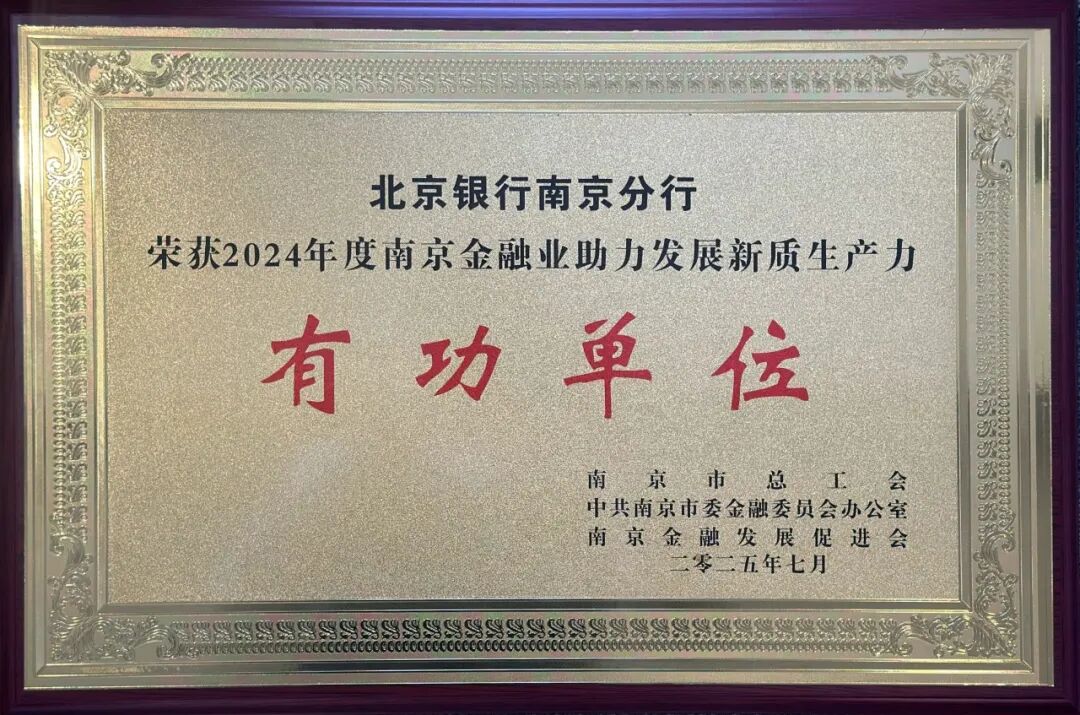 北京银行南京分行
荣获2024年度南京金融业助力发展新质生产力
有功单位
南京市总工会
中共南京市委金融委员会办公室
南京金融发展促进会
二零二五年七月